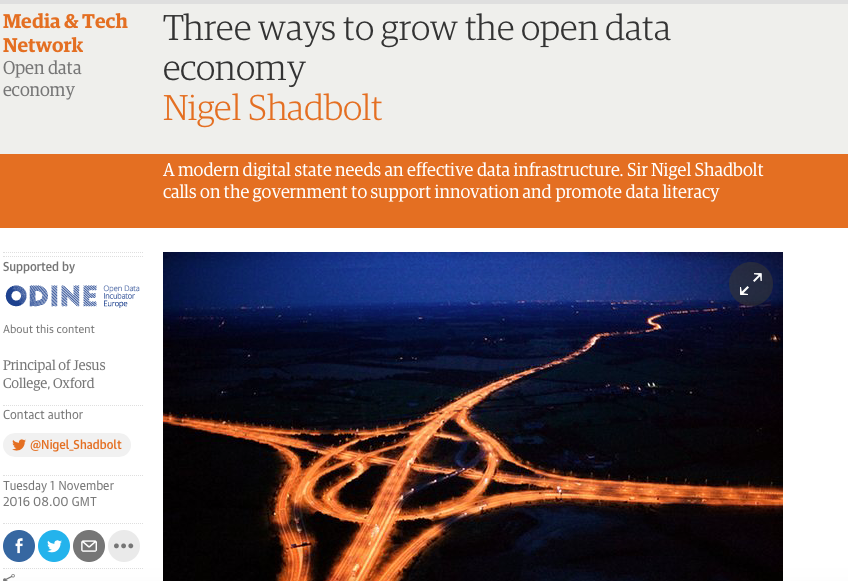 Media & Tech
Network
Open data
economy
Three ways to grow the open data
economy
Nigel Shadbolt
A modern digital state needs an effective data infrastructure. Sir Nigel Shadbolt
calls on the government to support innovation and promote data literacy
Supported by
ODINE
Open Data
Incubator
Europe
About this content
Principal of Jesus
College, Oxford
Contact author
@Nigel_Shadbolt
Tuesday 1 November
2016 08.00 GMT
f